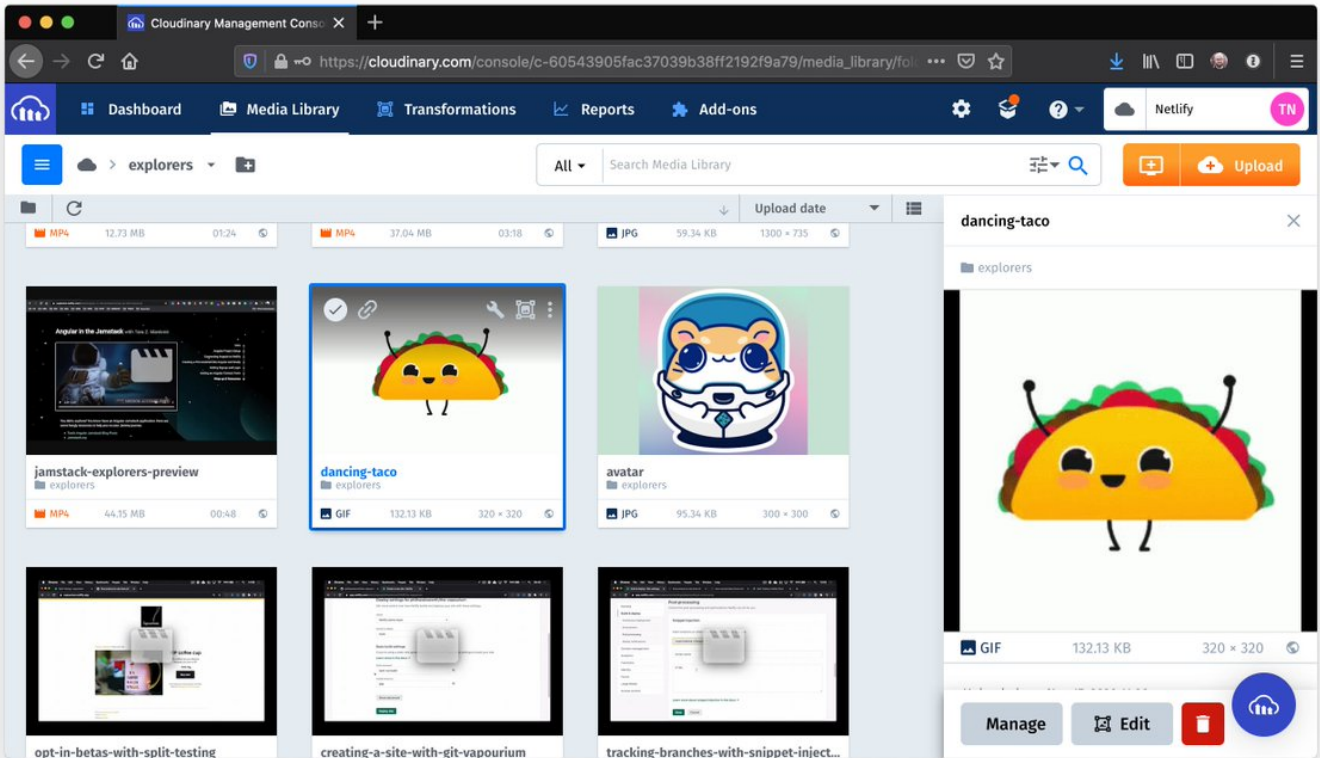 Cloudinary Management Conso
https://cloudinary.com/console/c-60543905fac37039b38ff2192f9a79/media_library/fol
Dashboard
Media Library
Transformations
Reports
Add-ons
Netlify
TN
explorers
All
Search Media Library
Upload
Upload date
MP4 12.73 MB 01:24
MP4 37.04 MB 03:18
JPG 59.34 KB 1300 × 735
Angular in the Jamstack
jamstack-explorers-preview
explorers
MP4 44.15 MB 00:48
dancing-taco
explorers
GIF 132.13 KB 320 × 320
avatar
explorers
JPG 95.34 KB 300 × 300
opt-in-betas-with-split-testing
creating-a-site-with-git-vapourium
tracking-branches-with-snippet-inject...
dancing-taco
explorers
GIF 132.13 KB 320 × 320
Manage
Edit